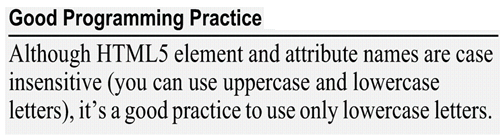 Good Programming Practice
Although HTML5 element and attribute names are case
insensitive (you can use uppercase and lowercase
letters), it's a good practice to use only lowercase letters.